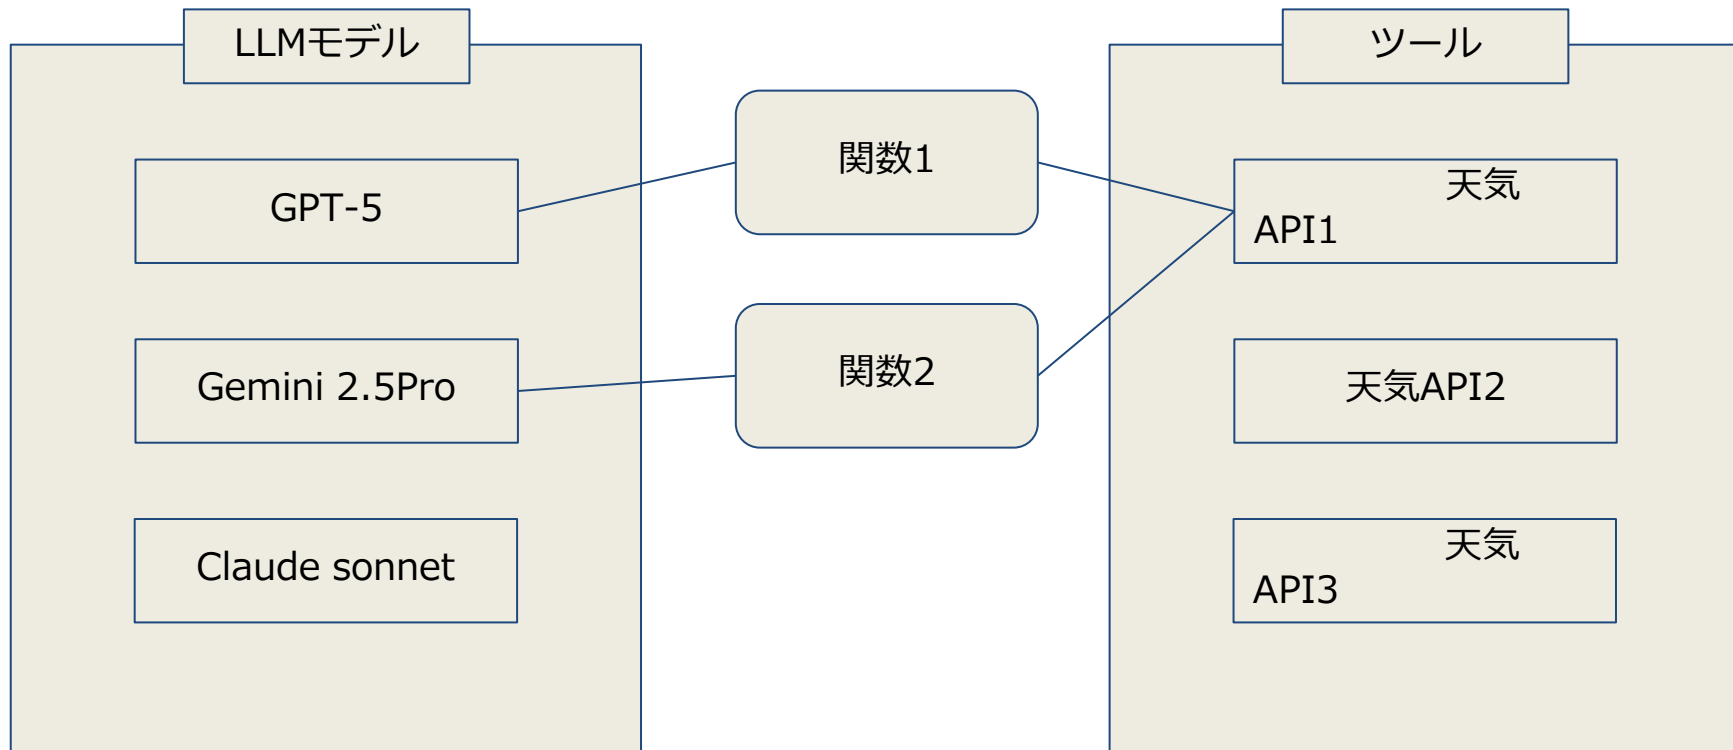 LLMモデル
ツール
関数1
GPT-5
天気
API1
関数2
Gemini 2.5Pro
天気API2
Claude sonnet
天気
API3